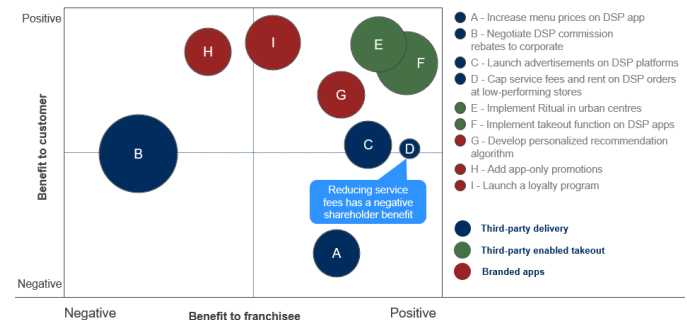 Positive
Benefit to customer
Negative
Negative
Benefit to franchisee
Positive
H
I
E
F
G
B
C
D
A
Reducing service
fees has a negative
shareholder benefit
A - Increase menu prices on DSP app
B - Negotiate DSP commission
rebates to corporate
C - Launch advertisements on DSP platforms
D - Cap service fees and rent on DSP orders
at low-performing stores
E - Implement Ritual in urban centres
F - Implement takeout function on DSP apps
G - Develop personalized recommendation
algorithm
H - Add app-only promotions
I - Launch a loyalty program
Third-party delivery
Third-party enabled takeout
Branded apps